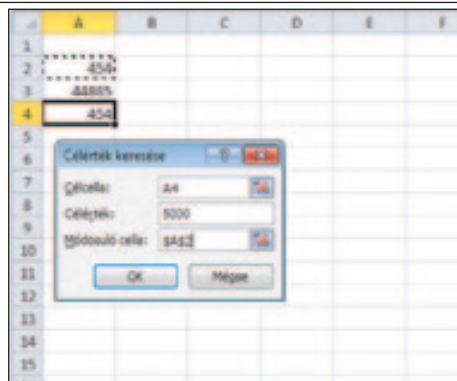 A B C D E F
1
2 454
3 44885
4 454
5
6
7
8
9
10
11
12
13
14
15
Célérték keresése
Célcella: A4
Célérték: 5000
Módosuló cella: $A$2
OK Mégse